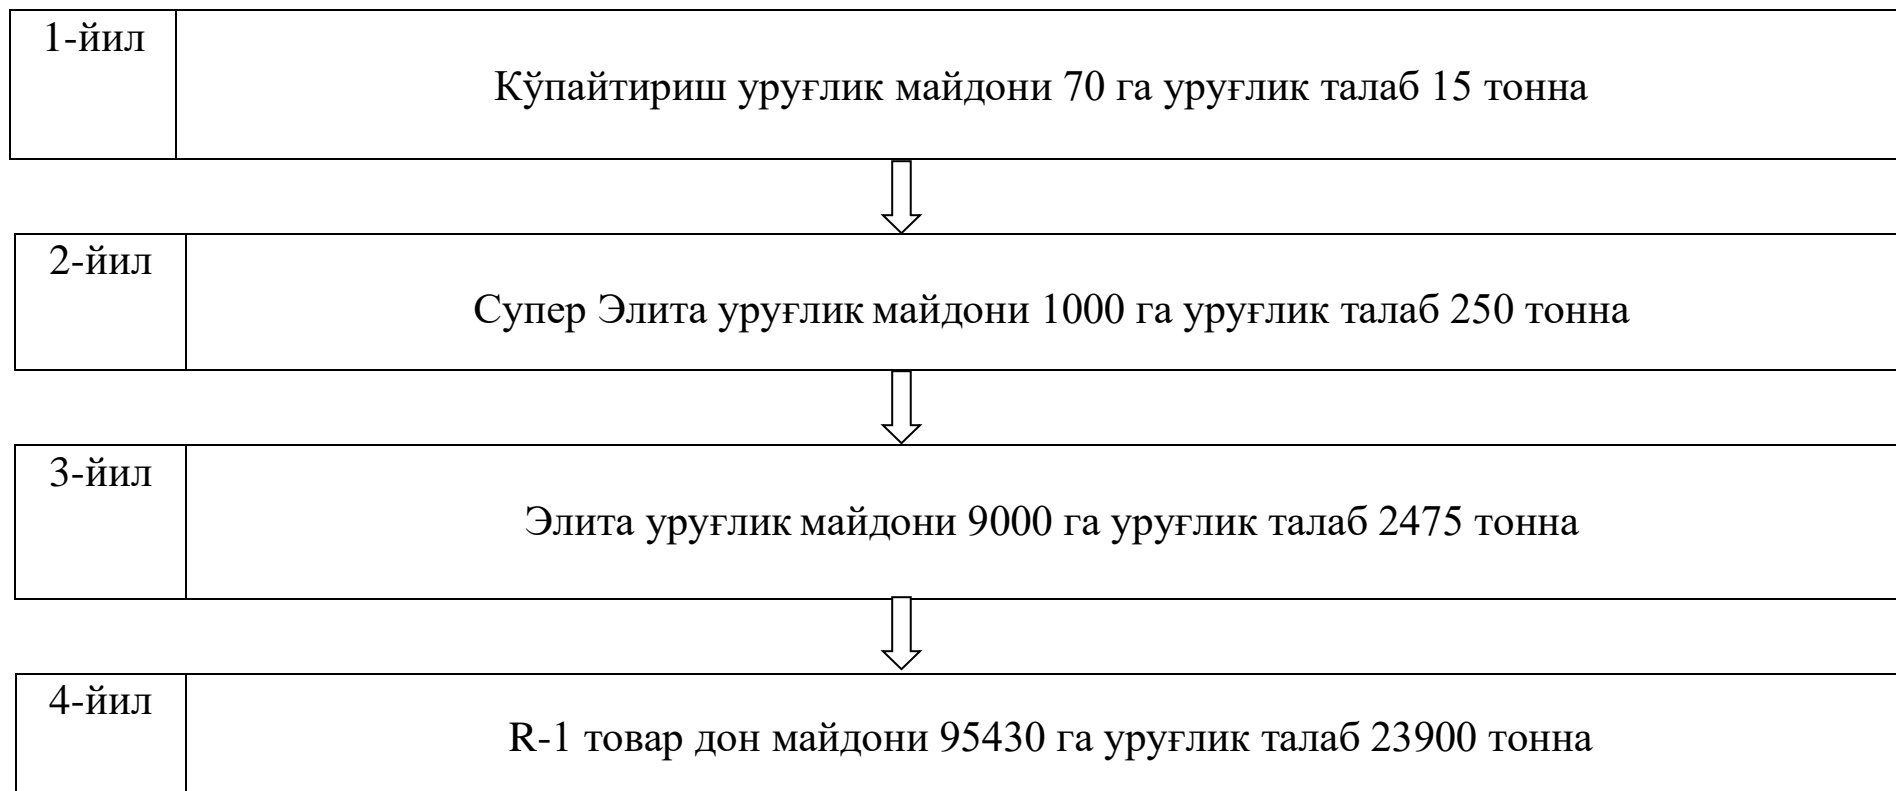 1-йил
Кўпайтириш уруғлик майдони 70 га уруғлик талаб 15 тонна
2-йил
Супер Элита уруғлик майдони 1000 га уруғлик талаб 250 тонна
3-йил
Элита уруғлик майдони 9000 га уруғлик талаб 2475 тонна
4-йил
R-1 товар дон майдони 95430 га уруғлик талаб 23900 тонна